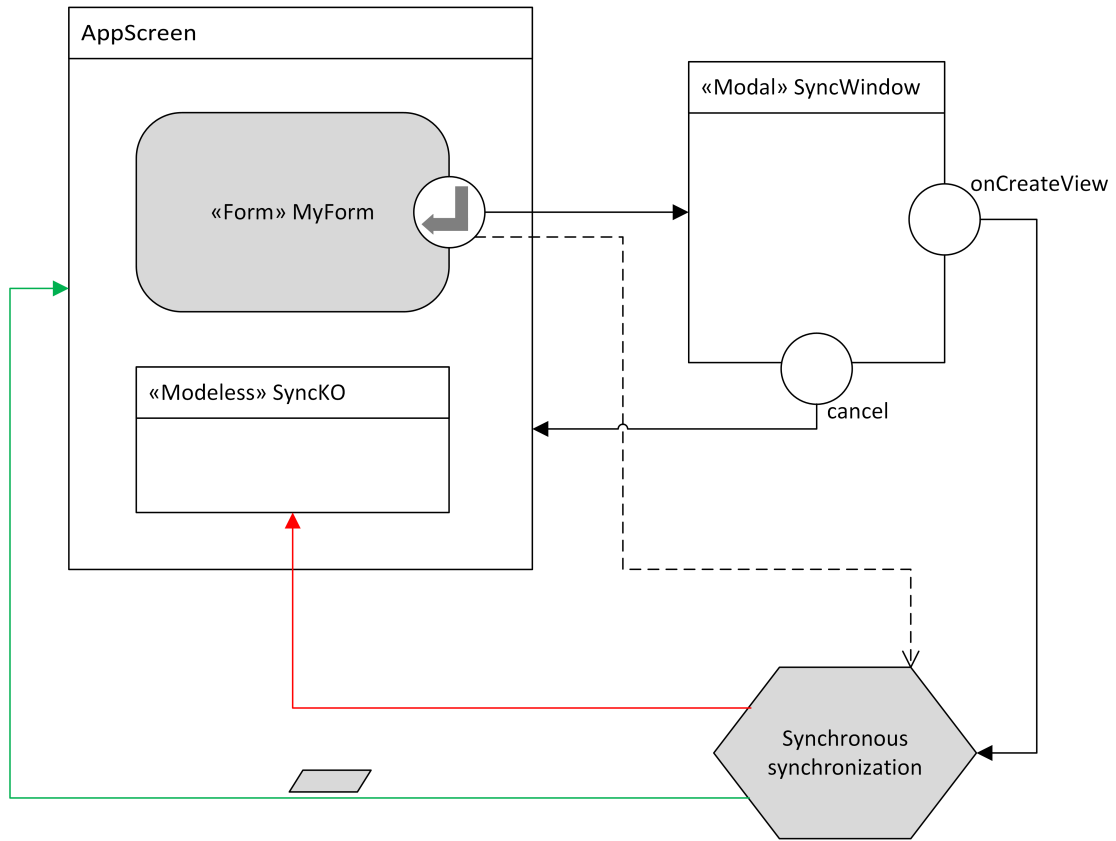 AppScreen
«Modal» SyncWindow
onCreateView
«Form» MyForm
«Modeless» SyncKO
cancel
Synchronous
synchronization